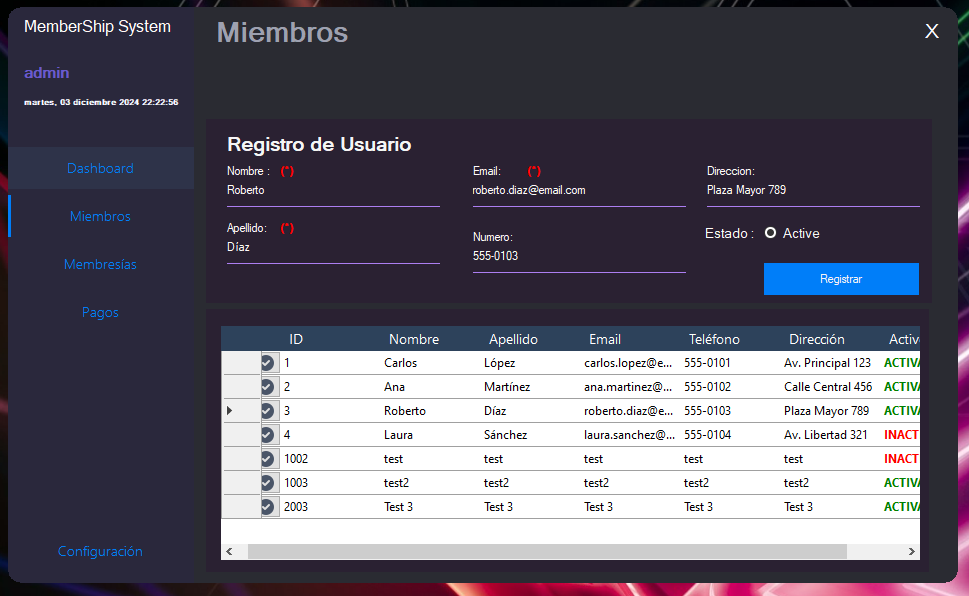 MemberShip System
admin
martes, 03 diciembre 2024 22:22:56
Dashboard
Miembros
Membresías
Pagos
Configuración
Miembros
X
Registro de Usuario
Nombre : (*)
Roberto
Email: (*)
roberto.diaz@email.com
Direccion:
Plaza Mayor 789
Apellido: (*)
Díaz
Numero:
555-0103
Estado : Active
Registrar
ID Nombre Apellido Email Teléfono Dirección Activ
1 Carlos López carlos.lopez@e... 555-0101 Av. Principal 123 ACTIVA
2 Ana Martínez ana.martinez@... 555-0102 Calle Central 456 ACTIVA
3 Roberto Díaz roberto.diaz@e... 555-0103 Plaza Mayor 789 ACTIVA
4 Laura Sánchez laura.sanchez@... 555-0104 Av. Libertad 321 INACT
1002 test test test test test INACT
1003 test2 test2 test2 test2 test2 ACTIVA
2003 Test 3 Test 3 Test 3 Test 3 Test 3 ACTIVA